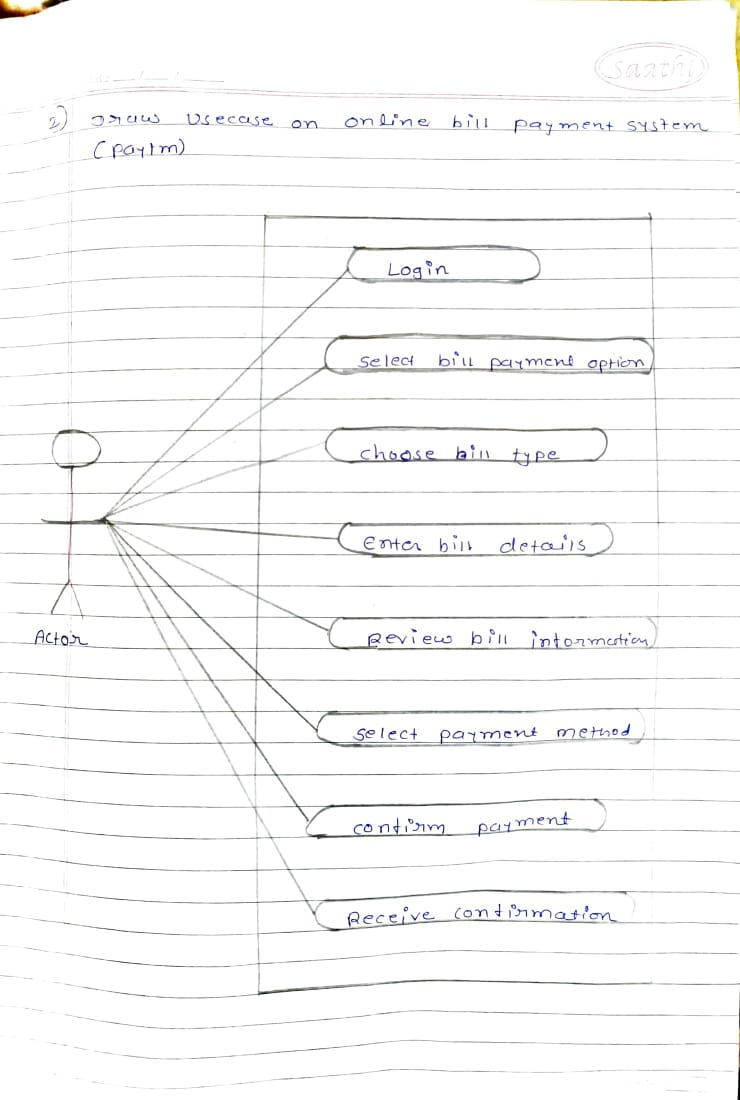 Saathi
2) Draw Usecase on online bill payment system
(paytm)
Login
Select bill payment option
choose bill type
Enter bill details
Actor
Review bill information
Select payment method
confirm payment
Receive confirmation